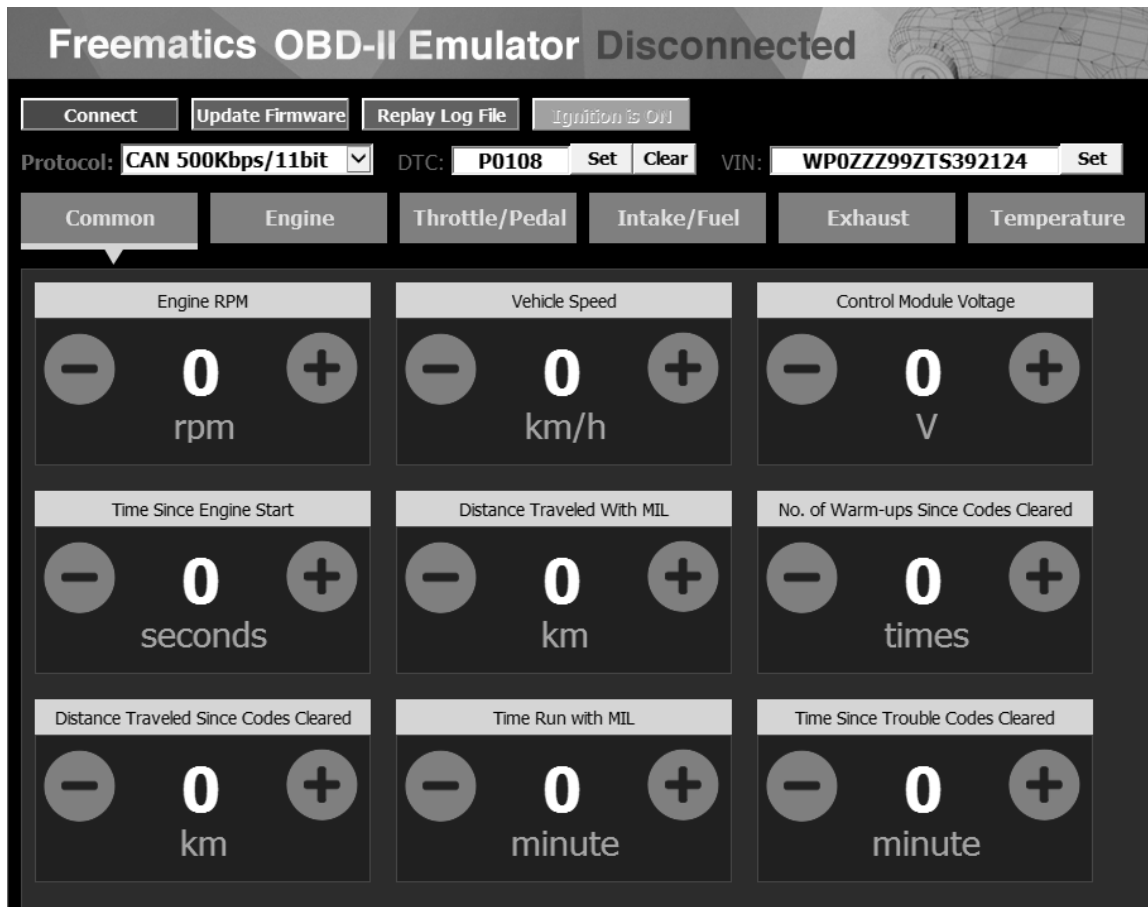 Freematics OBD-II Emulator Disconnected
Connect Update Firmware Replay Log File Ignition is ON
Protocol: CAN 500Kbps/11bit DTC: P0108 Set Clear VIN: WP0ZZZ99ZTS392124 Set
Common Engine Throttle/Pedal Intake/Fuel Exhaust Temperature
Engine RPM Vehicle Speed Control Module Voltage
0 0 0
rpm km/h V
Time Since Engine Start Distance Traveled With MIL No. of Warm-ups Since Codes Cleared
0 0 0
seconds km times
Distance Traveled Since Codes Cleared Time Run with MIL Time Since Trouble Codes Cleared
0 0 0
km minute minute